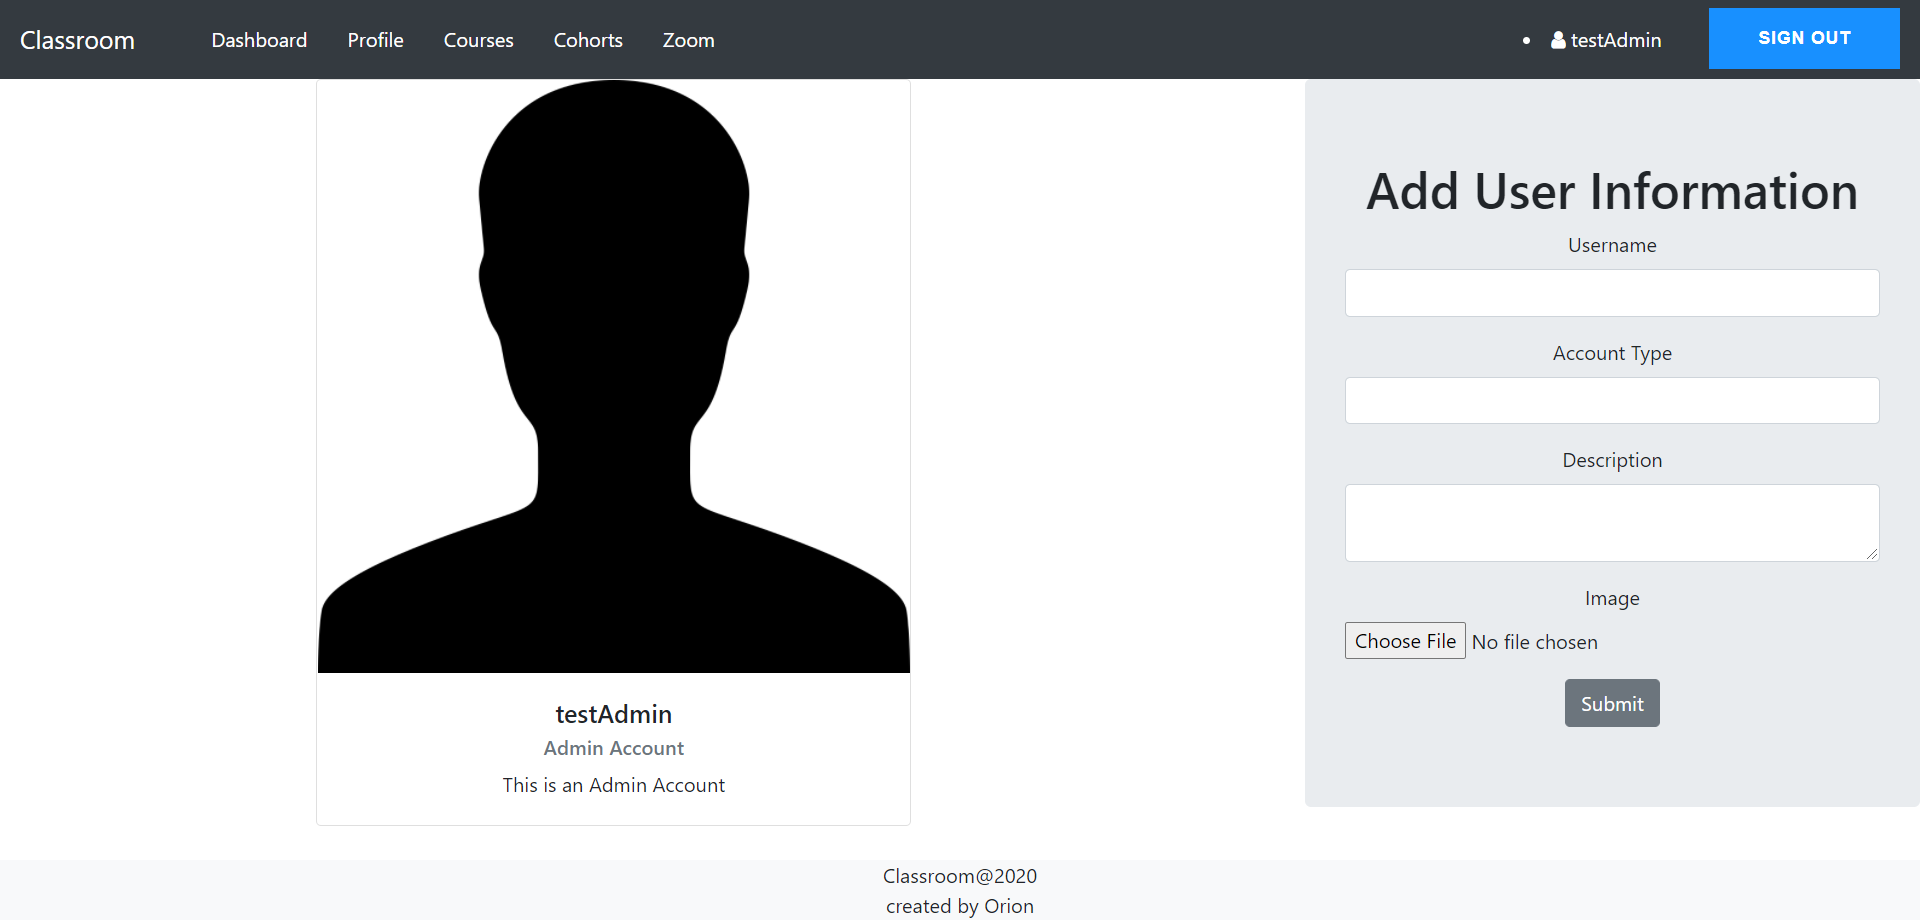 Classroom Dashboard Profile Courses Cohorts Zoom • testAdmin SIGN OUT
testAdmin
Admin Account
This is an Admin Account
Add User Information
Username
Account Type
Description
Image
Choose File No file chosen
Submit
Classroom@2020
created by Orion